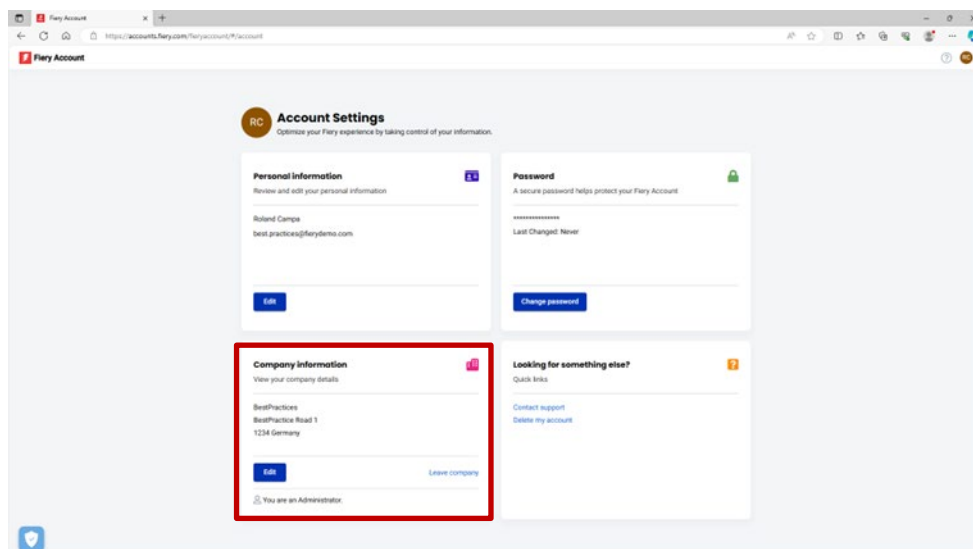 Fiery Account
https://accounts.fiery.com/fieryaccount/#/account
Fiery Account
RC
RC
Account Settings
Optimize your Fiery experience by taking control of your information.
Personal information
Review and edit your personal information
Roland Campa
best.practices@fierydemo.com
Edit
Password
A secure password helps protect your Fiery Account
***************
Last Changed: Never
Change password
Company information
View your company details
BestPractices
BestPractice Road 1
1234 Germany
Edit
Leave company
You are an Administrator.
Looking for something else?
Quick links
Contact support
Delete my account